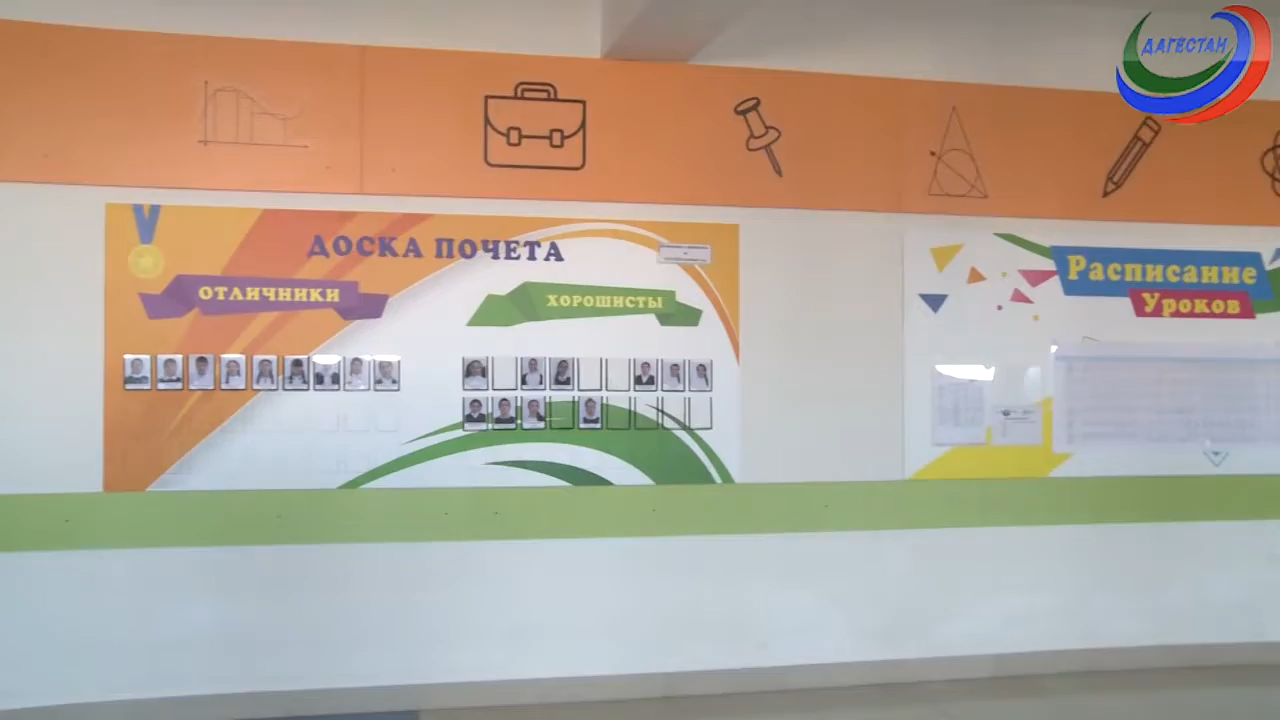 ДАГЕСТАН
ДОСКА ПОЧЕТА
ОТЛИЧНИКИ
ХОРОШИСТЫ
Расписание
Уроков